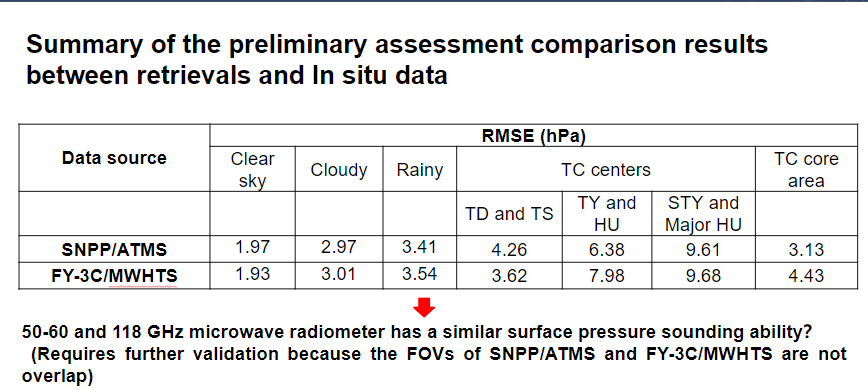 Summary of the preliminary assessment comparison results
between retrievals and In situ data
Data source
RMSE (hPa)
Clear
sky
Cloudy
Rainy
TC centers
TC core
area
TD and TS
TY and
HU
STY and
Major HU
SNPP/ATMS 1.97 2.97 3.41 4.26 6.38 9.61 3.13
FY-3C/MWHTS 1.93 3.01 3.54 3.62 7.98 9.68 4.43
50-60 and 118 GHz microwave radiometer has a similar surface pressure sounding ability?
(Requires further validation because the FOVs of SNPP/ATMS and FY-3C/MWHTS are not
overlap)